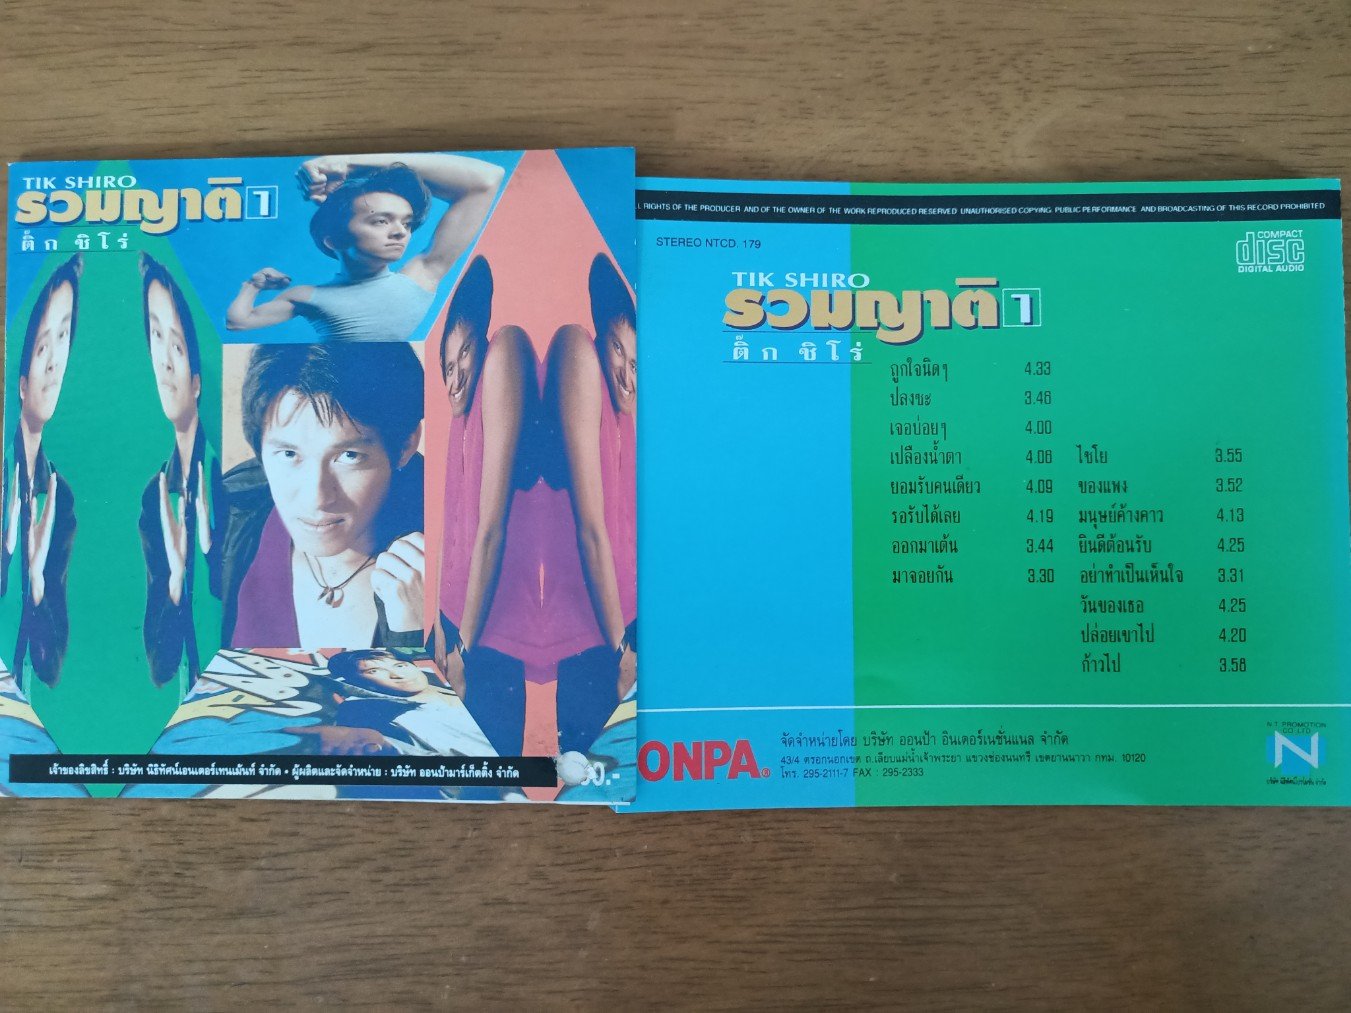 TIK SHIRO
รวมญาติ 1
ติ๊ก ชิโร่
เจ้าของลิขสิทธิ์ : บริษัท นิธิทัศน์เอนเตอร์เทนเม้นท์ จำกัด • ผู้ผลิตและจัดจำหน่าย : บริษัท ออนป้ามาร์เก็ตติ้ง จำกัด
RIGHTS OF THE PRODUCER AND OF THE OWNER OF THE WORK REPRODUCED RESERVED UNAUTHORISED COPYING PUBLIC PERFORMANCE AND BROADCASTING OF THIS RECORD PROHIBITED
STEREO NTCD. 179
COMPACT
disc
DIGITAL AUDIO
TIK SHIRO
รวมญาติ 1
ติ๊ก ชิโร่
ถูกใจนิดๆ 4.33
ปลงซะ 3.46
เจอบ่อยๆ 4.00
เปลืองน้ำตา 4.06
ยอมรับคนเดียว 4.09
รอรับได้เลย 4.19
ออกมาเต้น 3.44
มาจอยกัน 3.30
ไชโย 3.55
ของแพง 3.52
มนุษย์ค้างคาว 4.13
ยินดีต้อนรับ 4.25
อย่าทำเป็นเห็นใจ 3.31
วันของเธอ 4.25
ปล่อยเขาไป 4.20
ก้าวไป 3.58
ONPA®
จัดจำหน่ายโดย บริษัท ออนป้า อินเตอร์เนชั่นแนล จำกัด
43/4 ตรอกนอกเขต ถ.เลียบแม่น้ำเจ้าพระยา แขวงช่องนนทรี เขตยานนาวา กทม. 10120
โทร. 295-2111-7 FAX : 295-2333
N.T. PROMOTION
CO.,LTD
N